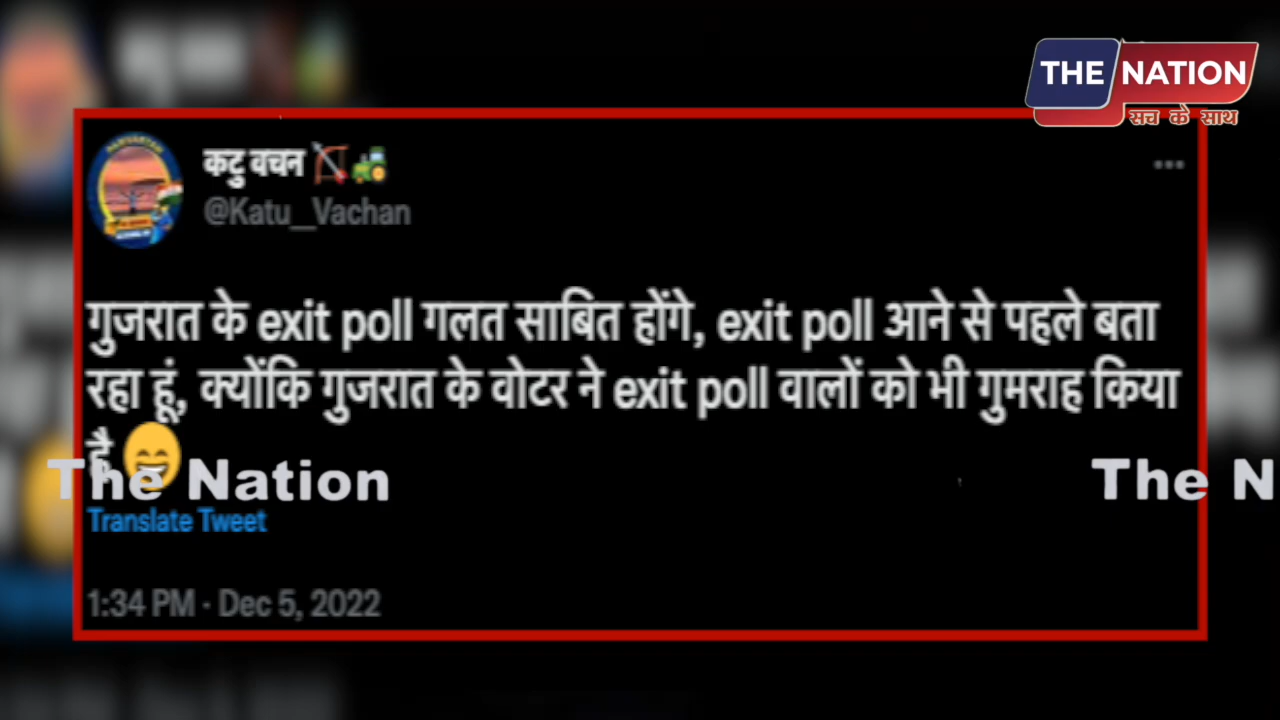 THE NATION
सच के साथ
कटु वचन
@Katu__Vachan
गुजरात के exit poll गलत साबित होंगे, exit poll आने से पहले बता
रहा हूं, क्योंकि गुजरात के वोटर ने exit poll वालों को भी गुमराह किया
है
The Nation
The N
Translate Tweet
1:34 PM · Dec 5, 2022